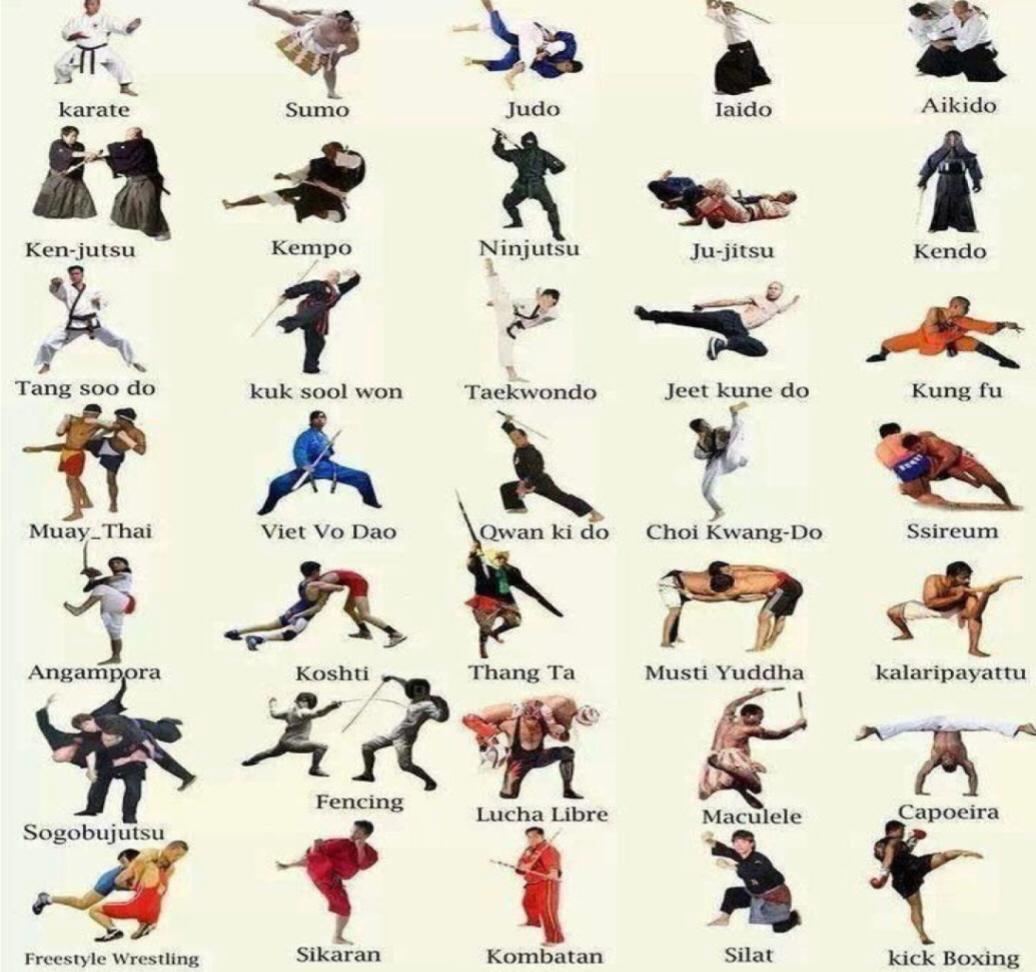 karate
Sumo
Judo
Iaido
Aikido
Ken-jutsu
Kempo
Ninjutsu
Ju-jitsu
Kendo
Tang soo do
kuk sool won
Taekwondo
Jeet kune do
Kung fu
Muay_Thai
Viet Vo Dao
Qwan ki do
Choi Kwang-Do
Ssireum
Angampora
Koshti
Thang Ta
Musti Yuddha
kalaripayattu
Sogobujutsu
Fencing
Lucha Libre
Maculele
Capoeira
Freestyle Wrestling
Sikaran
Kombatan
Silat
kick Boxing